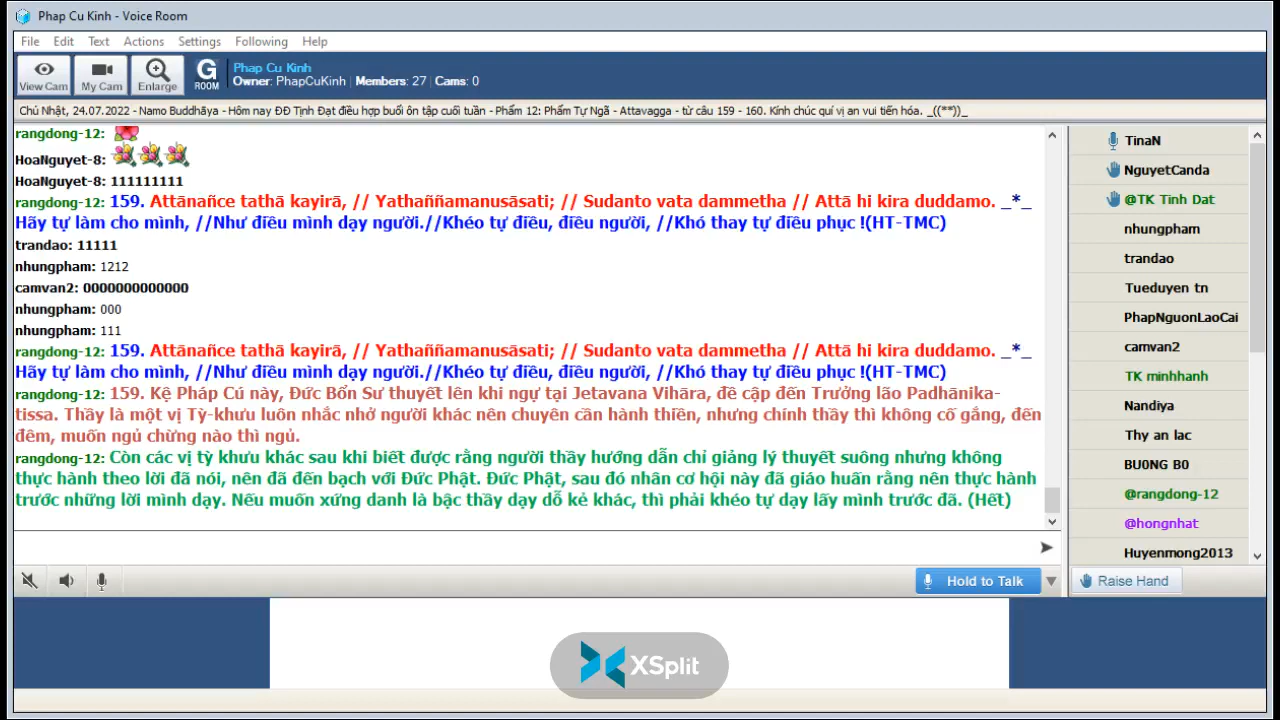 Phap Cu Kinh - Voice Room
File Edit Text Actions Settings Following Help
View Cam
My Cam
Enlarge
G ROOM
Phap Cu Kinh
Owner: PhapCuKinh | Members: 27 | Cams: 0
Chủ Nhật, 24.07.2022 - Namo Buddhāya - Hôm nay ĐĐ Tịnh Đạt điều hợp buổi ôn tập cuối tuần - Phẩm 12: Phẩm Tự Ngã - Attavagga - từ câu 159 - 160. Kính chúc quí vị an vui tiến hóa. _((**))_
rangdong-12:
HoaNguyet-8:
HoaNguyet-8: 111111111
rangdong-12: 159. Attānañce tathā kayirā, // Yathaññamanusāsati; // Sudanto vata dammetha // Attā hi kira duddamo. _*_
Hãy tự làm cho mình, //Như điều mình dạy người.//Khéo tự điều, điều người, //Khó thay tự điều phục !(HT-TMC)
trandao: 11111
nhungpham: 1212
camvan2: 0000000000000
nhungpham: 000
nhungpham: 111
rangdong-12: 159. Attānañce tathā kayirā, // Yathaññamanusāsati; // Sudanto vata dammetha // Attā hi kira duddamo. _*_
Hãy tự làm cho mình, //Như điều mình dạy người.//Khéo tự điều, điều người, //Khó thay tự điều phục !(HT-TMC)
rangdong-12: 159. Kệ Pháp Cú này, Đức Bổn Sư thuyết lên khi ngự tại Jetavana Vihāra, đề cập đến Trưởng lão Padhānika-
tissa. Thầy là một vị Tỳ-khưu luôn nhắc nhở người khác nên chuyên cần hành thiền, nhưng chính thầy thì không cố gắng, đến
đêm, muốn ngủ chừng nào thì ngủ.
rangdong-12: Còn các vị tỳ khưu khác sau khi biết được rằng người thầy hướng dẫn chỉ giảng lý thuyết suông nhưng không
thực hành theo lời đã nói, nên đã đến bạch với Đức Phật. Đức Phật, sau đó nhân cơ hội này đã giáo huấn rằng nên thực hành
trước những lời mình dạy. Nếu muốn xứng danh là bậc thầy dạy dỗ kẻ khác, thì phải khéo tự dạy lấy mình trước đã. (Hết)
TinaN
NguyetCanda
@TK Tinh Dat
nhungpham
trandao
Tueduyen tn
PhapNguonLaoCai
camvan2
TK minhhanh
Nandiya
Thy an lac
BU0NG B0
@rangdong-12
@hongnhat
Huyenmong2013
Hold to Talk
Raise Hand
XSplit